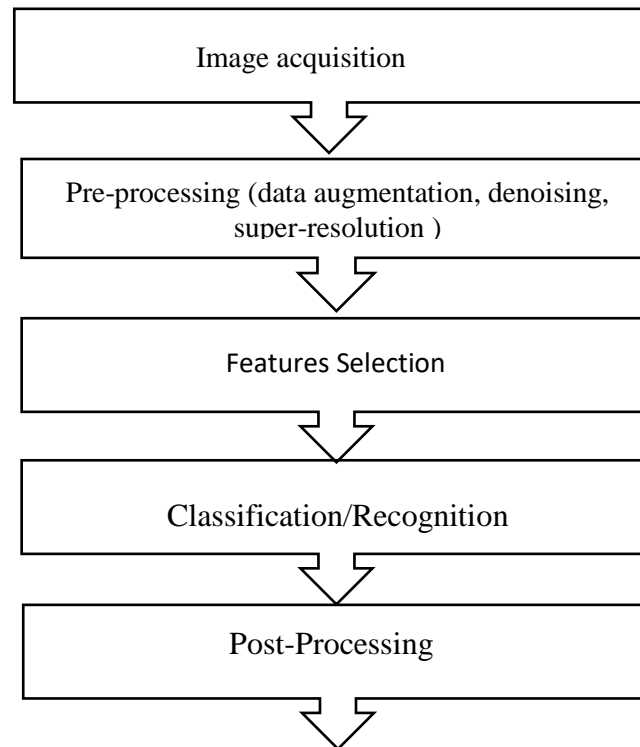 Image acquisition
Pre-processing (data augmentation, denoising,
super-resolution )
Features Selection
Classification/Recognition
Post-Processing